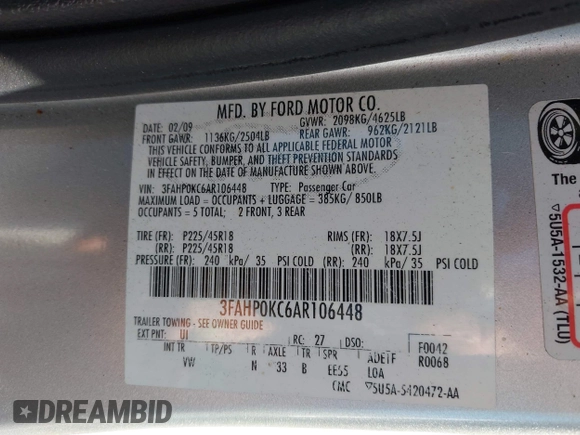 MFD. BY FORD MOTOR CO.
DATE: 02/09 GVWR: 2098KG/4625LB
FRONT GAWR: 1136KG/2504LB REAR GAWR: 962KG/2121LB
THIS VEHICLE CONFORMS TO ALL APPLICABLE FEDERAL MOTOR
VEHICLE SAFETY, BUMPER, AND THEFT PREVENTION STANDARDS
IN EFFECT ON THE DATE OF MANUFACTURE SHOWN ABOVE.
VIN: 3FAHP0KC6AR106448 TYPE: Passenger Car
MAXIMUM LOAD = OCCUPANTS + LUGGAGE = 385KG/850LB
OCCUPANTS = 5 TOTAL; 2 FRONT, 3 REAR
TIRE (FR): P225/45R18 RIMS (FR): 18X7.5J
(RR): P225/45R18 (RR): 18X7.5J
PRESSURE (FR): 240 kPa/ 35 PSI COLD (RR): 240 kPa/ 35 PSI COLD
3FAHP0KC6AR106448
TRAILER TOWING - SEE OWNER GUIDE
EXT PNT: UI RC: 27 DSO: F0042
INT TR TP/PS R AXLE TR SPR ADETF R0068
VW N 33 B EE55 LOA
CMC ▽5U5A-5420472-AA
The
▽5U5A-1532-AA (TLU)
DREAMBID